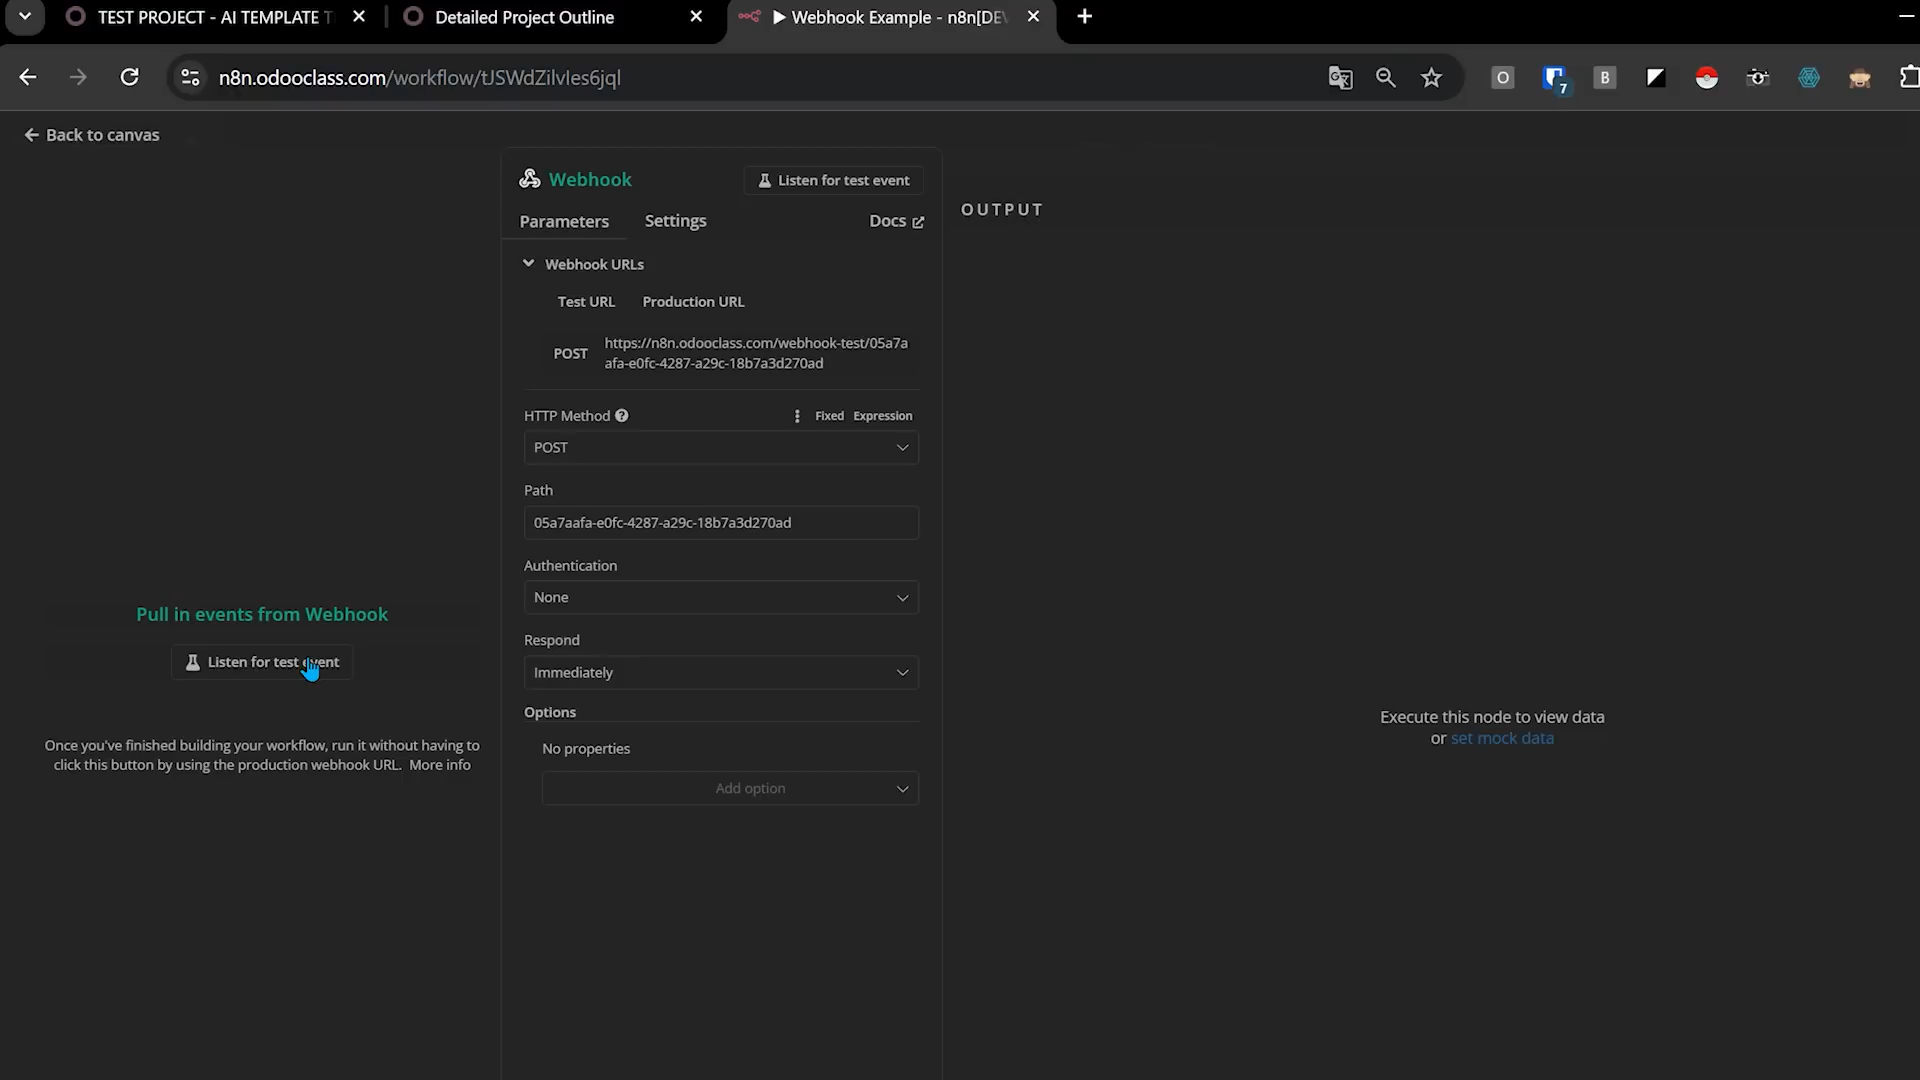 TEST PROJECT - AI TEMPLATE T
Detailed Project Outline
Webhook Example - n8n[DEV
n8n.odooclass.com/workflow/tJSWdZilvIes6jql
O
7
B
Back to canvas
Webhook
Listen for test event
Parameters
Settings
Docs
Webhook URLs
Test URL
Production URL
POST
https://n8n.odooclass.com/webhook-test/05a7a
afa-e0fc-4287-a29c-18b7a3d270ad
HTTP Method
Fixed
Expression
POST
Path
05a7aafa-e0fc-4287-a29c-18b7a3d270ad
Authentication
None
Respond
Immediately
Options
No properties
Add option
Pull in events from Webhook
Listen for test event
Once you've finished building your workflow, run it without having to
click this button by using the production webhook URL. More info
OUTPUT
Execute this node to view data
or set mock data